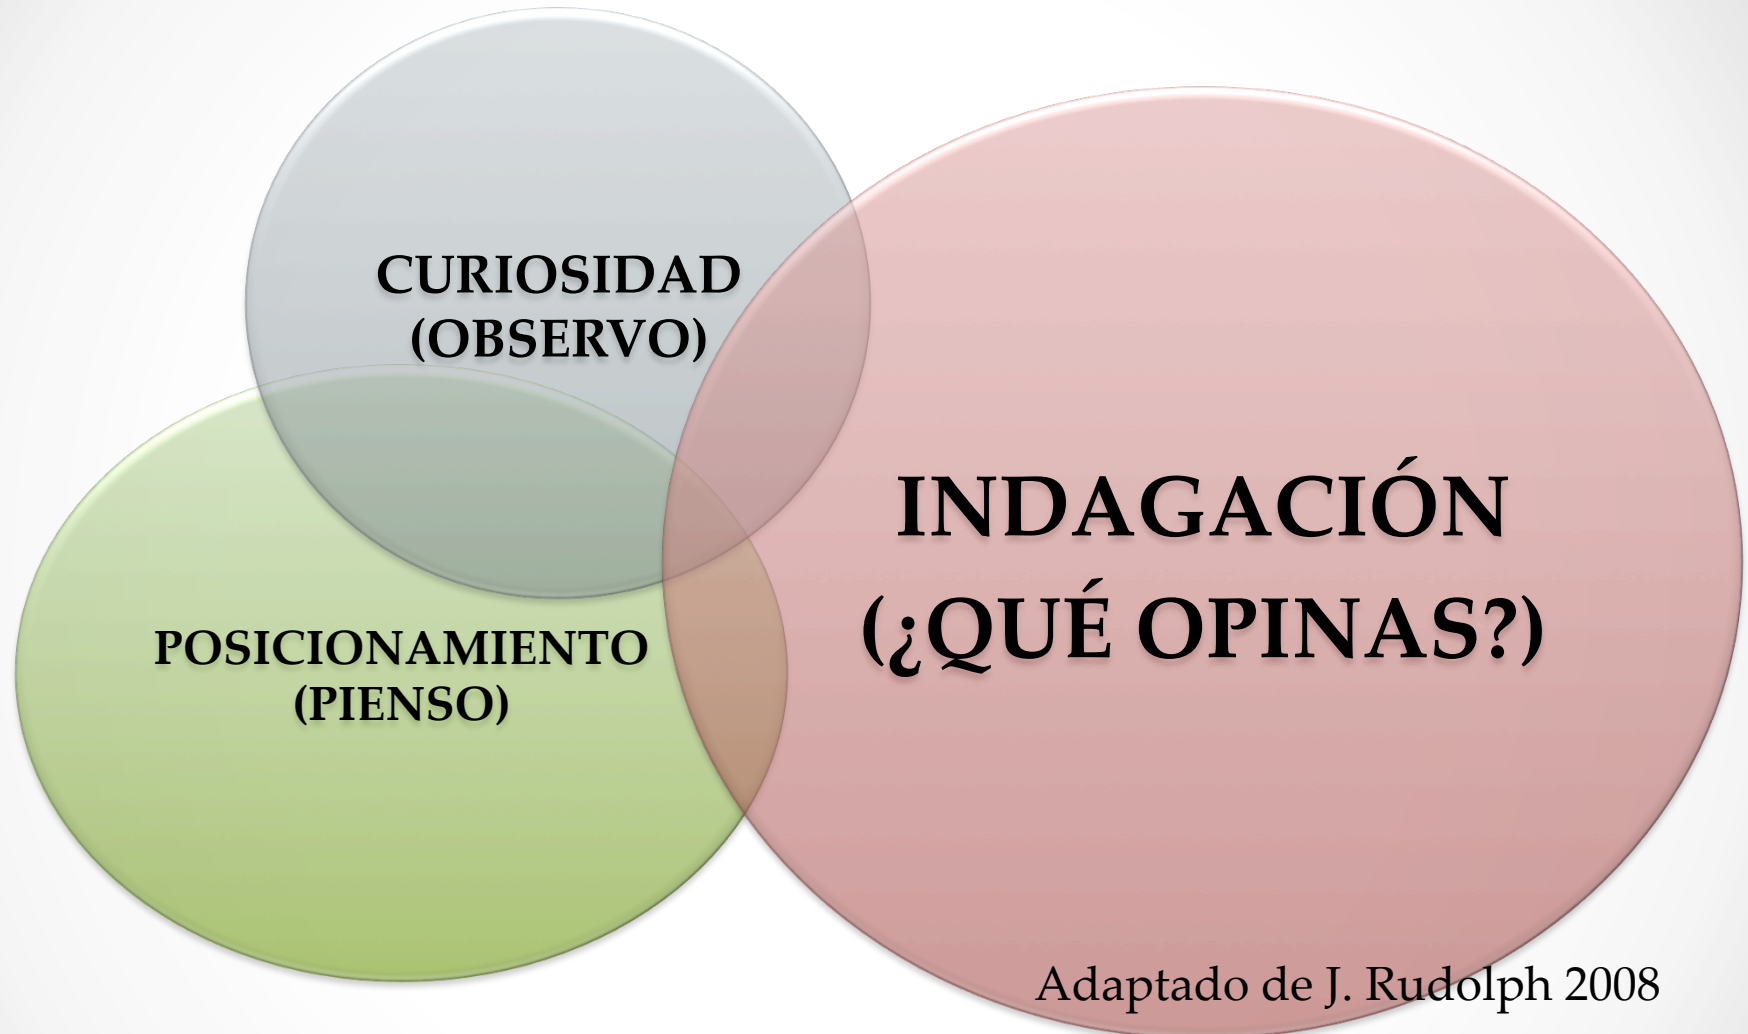 CURIOSIDAD
(OBSERVO)
POSICIONAMIENTO
(PIENSO)
INDAGACIÓN
(¿QUÉ OPINAS?)
Adaptado de J. Rudolph 2008